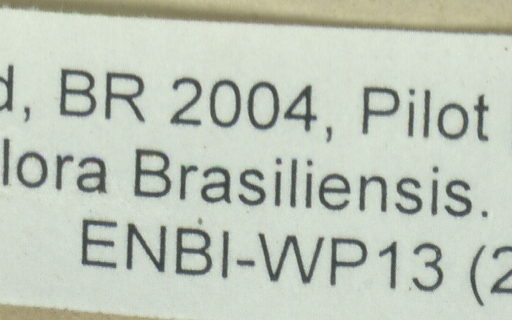 d, BR 2004, Pilot
lora Brasiliensis.
ENBI-WP13 (2